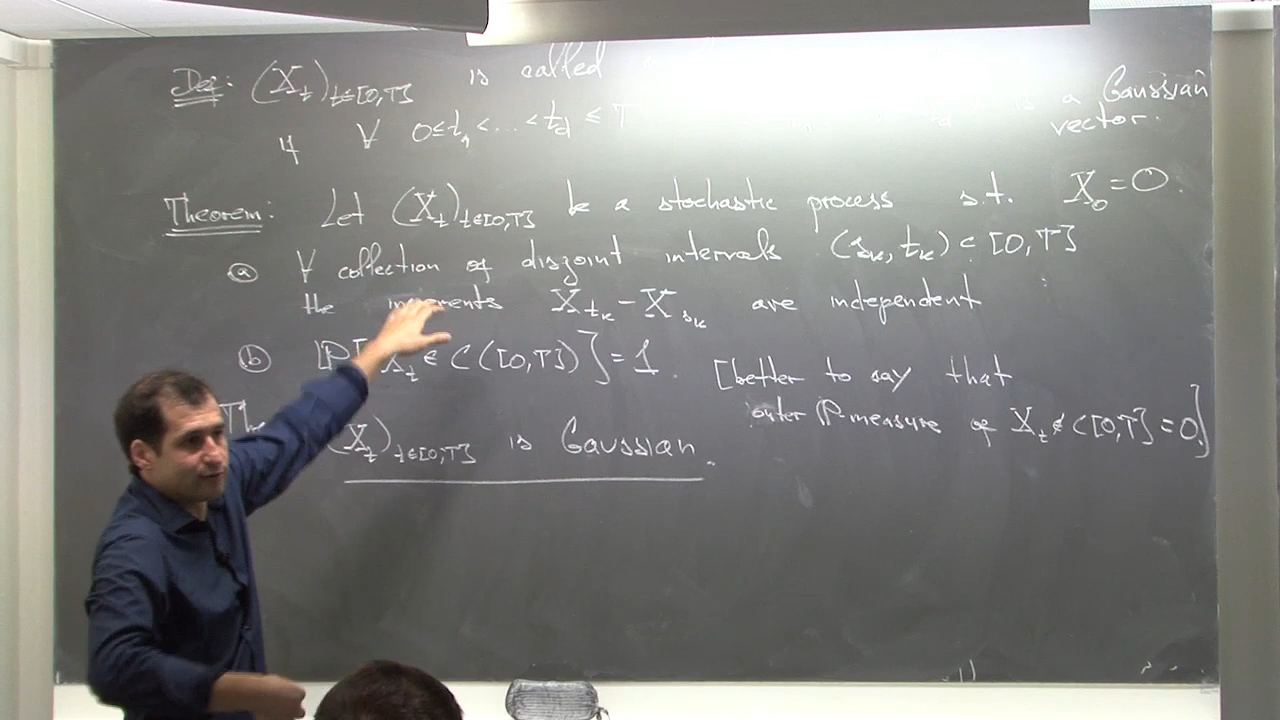 Def: (X_t)_{t∈[0,T]} is called
if ∀ 0≤t_1<...<t_d≤T is a Gaussian vector.
Theorem: Let (X_t)_{t∈[0,T]} be a stochastic process s.t. X_0=0.
(a) ∀ collection of disjoint intervals (s_k, t_k) ⊂ [0,T]
the increments X_{t_k} - X_{s_k} are independent
(b) P[X_t ∈ C([0,T])]=1. [better to say that
outer P-measure of X_t ∉ C[0,T]=0.]
(X_t)_{t∈[0,T]} is Gaussian.